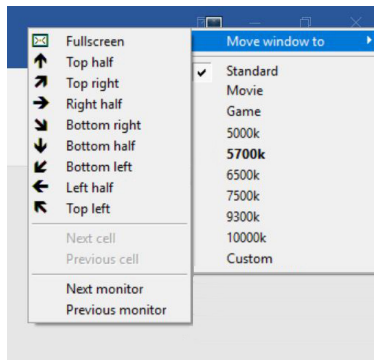 Fullscreen
Top half
Top right
Right half
Bottom right
Bottom half
Bottom left
Left half
Top left
Next cell
Previous cell
Next monitor
Previous monitor
Move window to
Standard
Movie
Game
5000k
5700k
6500k
7500k
9300k
10000k
Custom